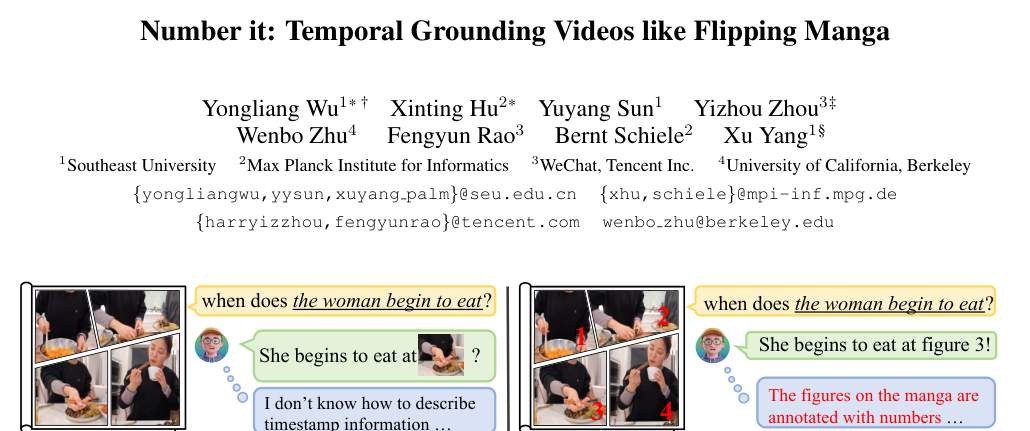 Number it: Temporal Grounding Videos like Flipping Manga
Yongliang Wu1*† Xinting Hu2* Yuyang Sun1 Yizhou Zhou3‡
Wenbo Zhu4 Fengyun Rao3 Bernt Schiele2 Xu Yang1§
1Southeast University 2Max Planck Institute for Informatics 3WeChat, Tencent Inc. 4University of California, Berkeley
{yongliangwu,yysun,xuyang_palm}@seu.edu.cn {xhu,schiele}@mpi-inf.mpg.de
{harryizzhou,fengyunrao}@tencent.com wenbo_zhu@berkeley.edu
when does the woman begin to eat?
She begins to eat at ?
I don't know how to describe
timestamp information …
1
2
3
4
when does the woman begin to eat?
She begins to eat at figure 3!
The figures on the manga are
annotated with numbers …